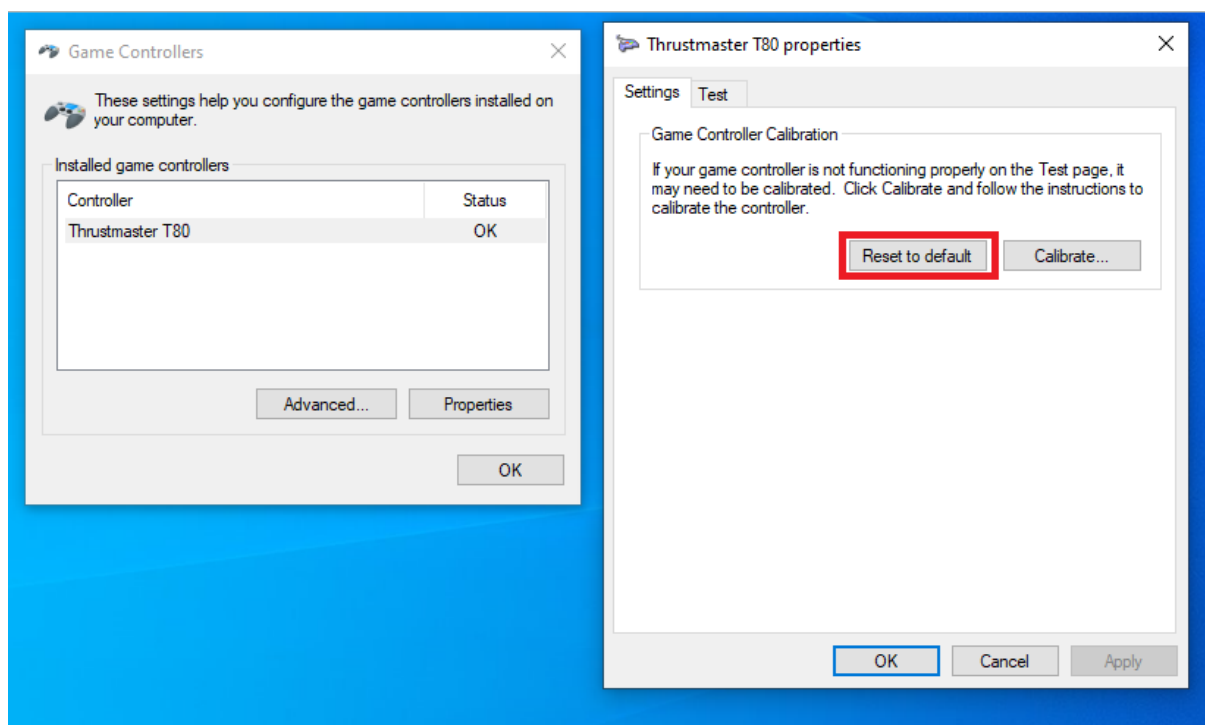 Game Controllers
These settings help you configure the game controllers installed on
your computer.
Installed game controllers
Controller Status
Thrustmaster T80 OK
Advanced... Properties
OK
Thrustmaster T80 properties
Settings Test
Game Controller Calibration
If your game controller is not functioning properly on the Test page, it
may need to be calibrated. Click Calibrate and follow the instructions to
calibrate the controller.
Reset to default Calibrate...
OK Cancel Apply